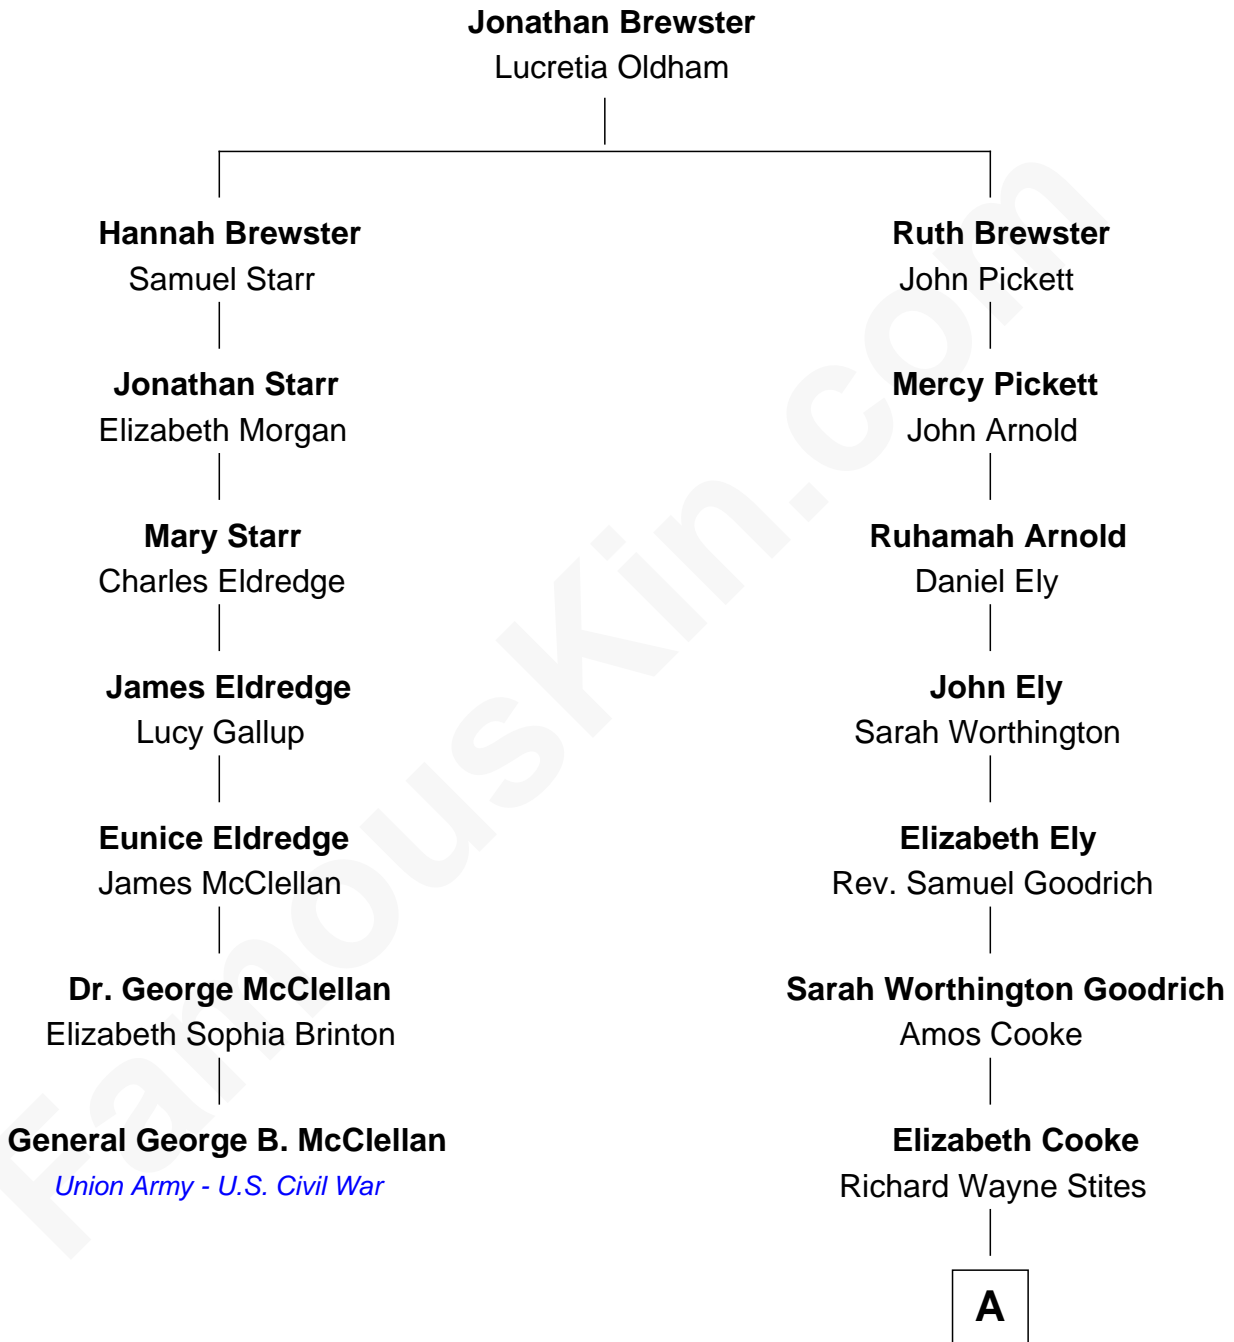 Jonathan Brewster
Lucretia Oldham
Hannah Brewster
Samuel Starr
Jonathan Starr
Elizabeth Morgan
Mary Starr
Charles Eldredge
James Eldredge
Lucy Gallup
Eunice Eldredge
James McClellan
Dr. George McClellan
Elizabeth Sophia Brinton
General George B. McClellan
Union Army - U.S. Civil War
Ruth Brewster
John Pickett
Mercy Pickett
John Arnold
Ruhamah Arnold
Daniel Ely
John Ely
Sarah Worthington
Elizabeth Ely
Rev. Samuel Goodrich
Sarah Worthington Goodrich
Amos Cooke
Elizabeth Cooke
Richard Wayne Stites
A
FamousKin.com